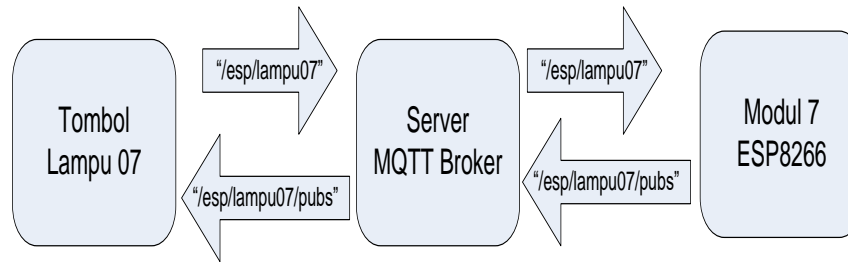 Tombol
Lampu 07
“/esp/lampu07”
“/esp/lampu07/pubs”
Server
MQTT Broker
“/esp/lampu07”
“/esp/lampu07/pubs”
Modul 7
ESP8266